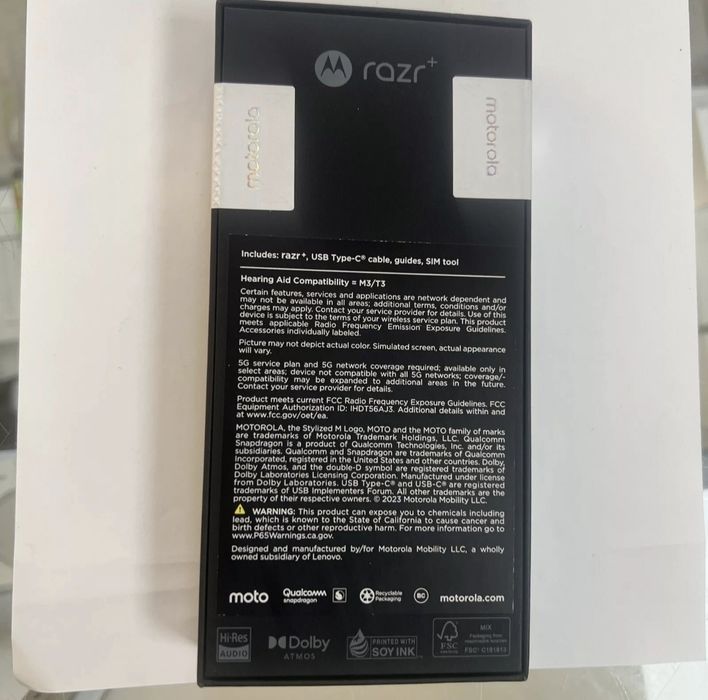 razr+
motorola
motorola
Includes: razr+, USB Type-C® cable, guides, SIM tool
Hearing Aid Compatibility = M3/T3
Certain features, services and applications are network dependent and
may not be available in all areas; additional terms, conditions and/or
charges may apply. Contact your service provider for details. Use of this
device is subject to the terms of your wireless service plan. This product
meets applicable Radio Frequency Emission Exposure Guidelines.
Accessories individually labeled.
Picture may not depict actual color. Simulated screen, actual appearance
will vary.
5G service plan and 5G network coverage required; available only in
select areas; device not compatible with all 5G networks; coverage/-
compatibility may be expanded to additional areas in the future.
Contact your service provider for details.
Product meets current FCC Radio Frequency Exposure Guidelines. FCC
Equipment Authorization ID: IHDT56AJ3. Additional details within and
at www.fcc.gov/oet/ea.
MOTOROLA, the Stylized M Logo, MOTO and the MOTO family of marks
are trademarks of Motorola Trademark Holdings, LLC. Qualcomm
Snapdragon is a product of Qualcomm Technologies, Inc. and/or its
subsidiaries. Qualcomm and Snapdragon are trademarks of Qualcomm
Incorporated, registered in the United States and other countries. Dolby,
Dolby Atmos, and the double-D symbol are registered trademarks of
Dolby Laboratories Licensing Corporation. Manufactured under license
from Dolby Laboratories. USB Type-C® and USB-C® are registered
trademarks of USB Implementers Forum. All other trademarks are the
property of their respective owners. © 2023 Motorola Mobility LLC.
WARNING: This product can expose you to chemicals including
lead, which is known to the State of California to cause cancer and
birth defects or other reproductive harm. For more information go to
www.P65Warnings.ca.gov.
Designed and manufactured by/for Motorola Mobility LLC, a wholly
owned subsidiary of Lenovo.
moto Qualcomm snapdragon Recyclable Packaging BC motorola.com
Hi-Res AUDIO
Dolby ATMOS
PRINTED WITH SOY INK
FSC
MIX
Packaging from
responsible sources
FSC® C181813